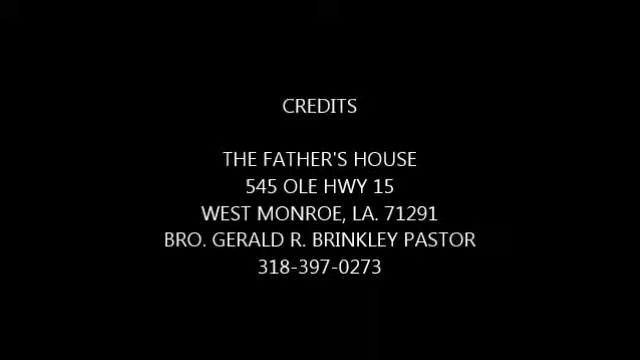 CREDITS
THE FATHER'S HOUSE
545 OLE HWY 15
WEST MONROE, LA. 71291
BRO. GERALD R. BRINKLEY PASTOR
318-397-0273